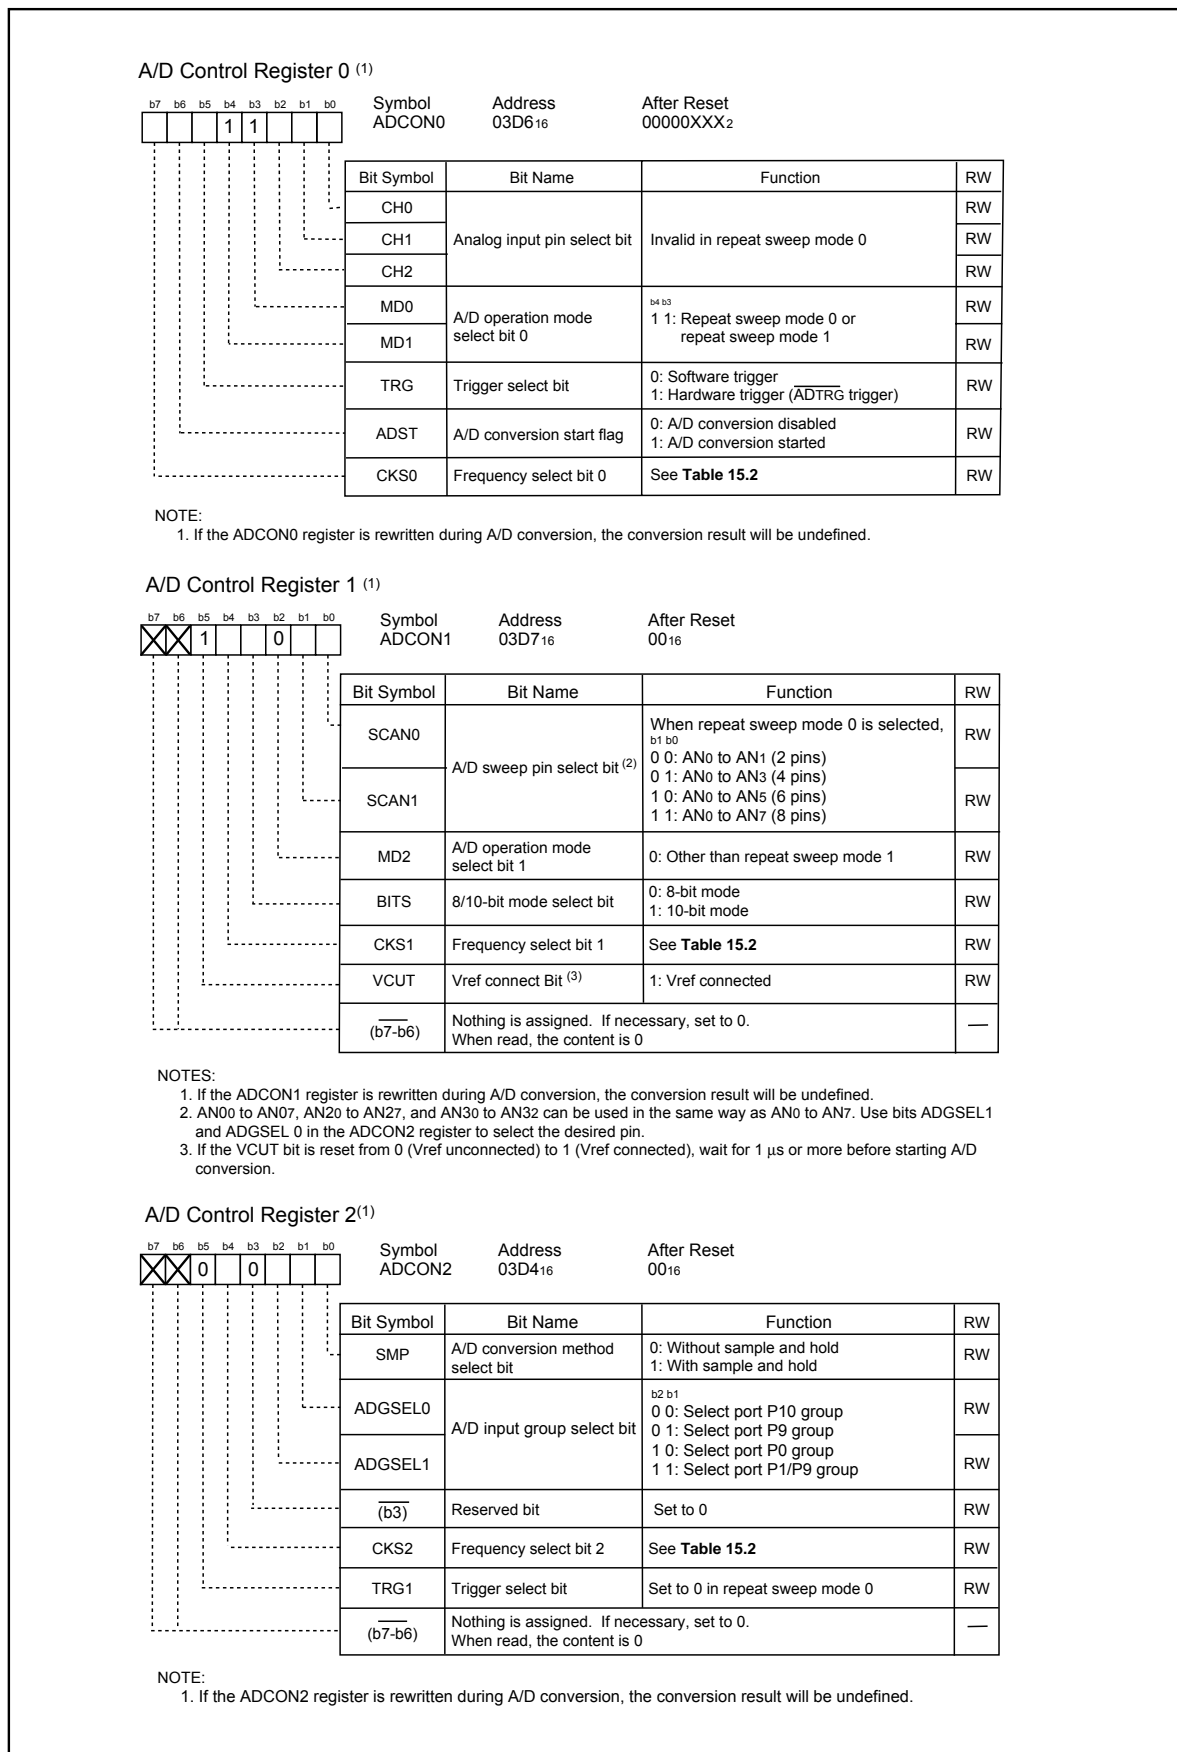 A/D Control Register 0 (1)
b7 b6 b5 b4 b3 b2 b1 b0
1 1
Symbol Address After Reset
ADCON0 03D616 00000XXX2
Bit Symbol Bit Name Function RW
CH0 RW
CH1 Analog input pin select bit Invalid in repeat sweep mode 0 RW
CH2 RW
MD0 A/D operation mode select bit 0 b4 b3 RW
1 1: Repeat sweep mode 0 or
repeat sweep mode 1
MD1 RW
TRG Trigger select bit 0: Software trigger RW
1: Hardware trigger (ADTRG trigger)
ADST A/D conversion start flag 0: A/D conversion disabled RW
1: A/D conversion started
CKS0 Frequency select bit 0 See Table 15.2 RW
NOTE:
1. If the ADCON0 register is rewritten during A/D conversion, the conversion result will be undefined.
A/D Control Register 1 (1)
b7 b6 b5 b4 b3 b2 b1 b0
1 0
Symbol Address After Reset
ADCON1 03D716 0016
Bit Symbol Bit Name Function RW
SCAN0 A/D sweep pin select bit (2) When repeat sweep mode 0 is selected, RW
b1 b0
0 0: AN0 to AN1 (2 pins)
0 1: AN0 to AN3 (4 pins)
SCAN1 1 0: AN0 to AN5 (6 pins) RW
1 1: AN0 to AN7 (8 pins)
MD2 A/D operation mode select bit 1 0: Other than repeat sweep mode 1 RW
BITS 8/10-bit mode select bit 0: 8-bit mode RW
1: 10-bit mode
CKS1 Frequency select bit 1 See Table 15.2 RW
VCUT Vref connect Bit (3) 1: Vref connected RW
(b7-b6) Nothing is assigned. If necessary, set to 0. —
When read, the content is 0
NOTES:
1. If the ADCON1 register is rewritten during A/D conversion, the conversion result will be undefined.
2. AN00 to AN07, AN20 to AN27, and AN30 to AN32 can be used in the same way as AN0 to AN7. Use bits ADGSEL1
and ADGSEL 0 in the ADCON2 register to select the desired pin.
3. If the VCUT bit is reset from 0 (Vref unconnected) to 1 (Vref connected), wait for 1 µs or more before starting A/D
conversion.
A/D Control Register 2(1)
b7 b6 b5 b4 b3 b2 b1 b0
0 0
Symbol Address After Reset
ADCON2 03D416 0016
Bit Symbol Bit Name Function RW
SMP A/D conversion method select bit 0: Without sample and hold RW
1: With sample and hold
ADGSEL0 A/D input group select bit b2 b1 RW
0 0: Select port P10 group
0 1: Select port P9 group
ADGSEL1 1 0: Select port P0 group RW
1 1: Select port P1/P9 group
(b3) Reserved bit Set to 0 RW
CKS2 Frequency select bit 2 See Table 15.2 RW
TRG1 Trigger select bit Set to 0 in repeat sweep mode 0 RW
(b7-b6) Nothing is assigned. If necessary, set to 0. —
When read, the content is 0
NOTE:
1. If the ADCON2 register is rewritten during A/D conversion, the conversion result will be undefined.